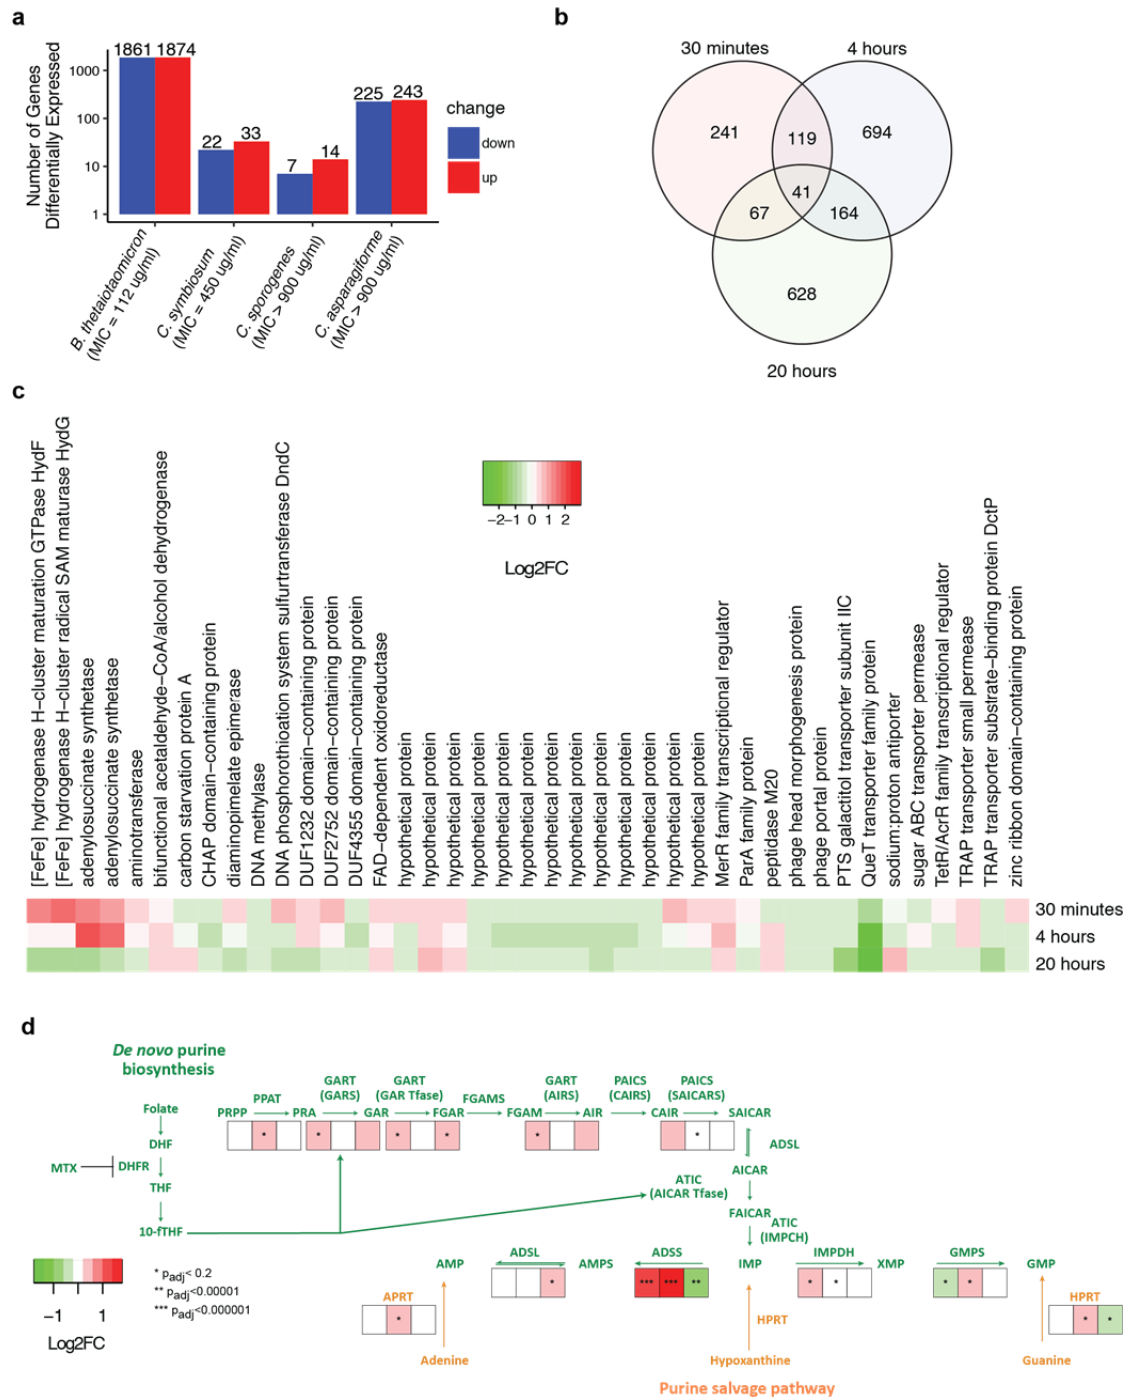 a
Number of Genes
Differentially Expressed
1000
100
10
1
1861 1874
22 33
7 14
225 243
change
down
up
B. thetaiotaomicron
(MIC = 112 ug/ml)
C. symbiosum
(MIC = 450 ug/ml)
C. sporogenes
(MIC > 900 ug/ml)
C. asparagiforme
(MIC > 900 ug/ml)
b
30 minutes
4 hours
241
119
694
41
67
164
628
20 hours
c
−2−1 0 1 2
Log2FC
[FeFe] hydrogenase H−cluster maturation GTPase HydF
[FeFe] hydrogenase H−cluster radical SAM maturase HydG
adenylosuccinate synthetase
adenylosuccinate synthetase
aminotransferase
bifunctional acetaldehyde−CoA/alcohol dehydrogenase
carbon starvation protein A
CHAP domain−containing protein
diaminopimelate epimerase
DNA methylase
DNA phosphorothioation system sulfurtransferase DndC
DUF1232 domain−containing protein
DUF2752 domain−containing protein
DUF4355 domain−containing protein
FAD−dependent oxidoreductase
hypothetical protein
hypothetical protein
hypothetical protein
hypothetical protein
hypothetical protein
hypothetical protein
hypothetical protein
hypothetical protein
hypothetical protein
hypothetical protein
hypothetical protein
hypothetical protein
hypothetical protein
MerR family transcriptional regulator
ParA family protein
peptidase M20
phage head morphogenesis protein
phage portal protein
PTS galactitol transporter subunit IIC
QueT transporter family protein
sodium:proton antiporter
sugar ABC transporter permease
TetR/AcrR family transcriptional regulator
TRAP transporter small permease
TRAP transporter substrate−binding protein DctP
zinc ribbon domain−containing protein
30 minutes
4 hours
20 hours
d
De novo purine
biosynthesis
Folate
DHF
MTX
DHFR
THF
10-fTHF
PRPP
PPAT
PRA
GART
(GARS)
GAR
GART
(GAR Tfase)
FGAR
FGAMS
FGAM
GART
(AIRS)
AIR
PAICS
(CAIRS)
CAIR
PAICS
(SAICARS)
SAICAR
* * * * * *
ADSL
AICAR
ATIC
(AICAR Tfase)
FAICAR
ATIC
(IMPCH)
AMP
ADSL
AMPS
ADSS
IMP
IMPDH
XMP
GMPS
GMP
* *** *** ** * * * *
−1 1
Log2FC
* padj< 0.2
** padj<0.00001
*** padj<0.000001
APRT
*
HPRT
HPRT
* *
Adenine
Hypoxanthine
Guanine
Purine salvage pathway